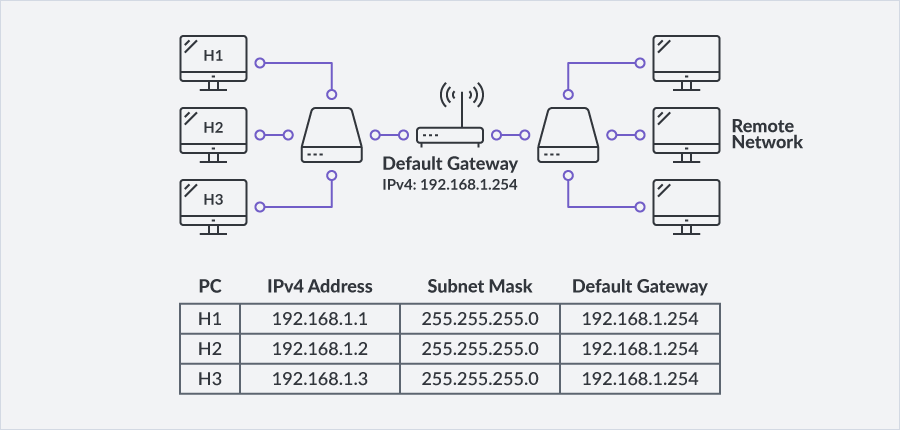 H1
H2
H3
Default Gateway
IPv4: 192.168.1.254
Remote
Network
PC IPv4 Address Subnet Mask Default Gateway
H1 192.168.1.1 255.255.255.0 192.168.1.254
H2 192.168.1.2 255.255.255.0 192.168.1.254
H3 192.168.1.3 255.255.255.0 192.168.1.254